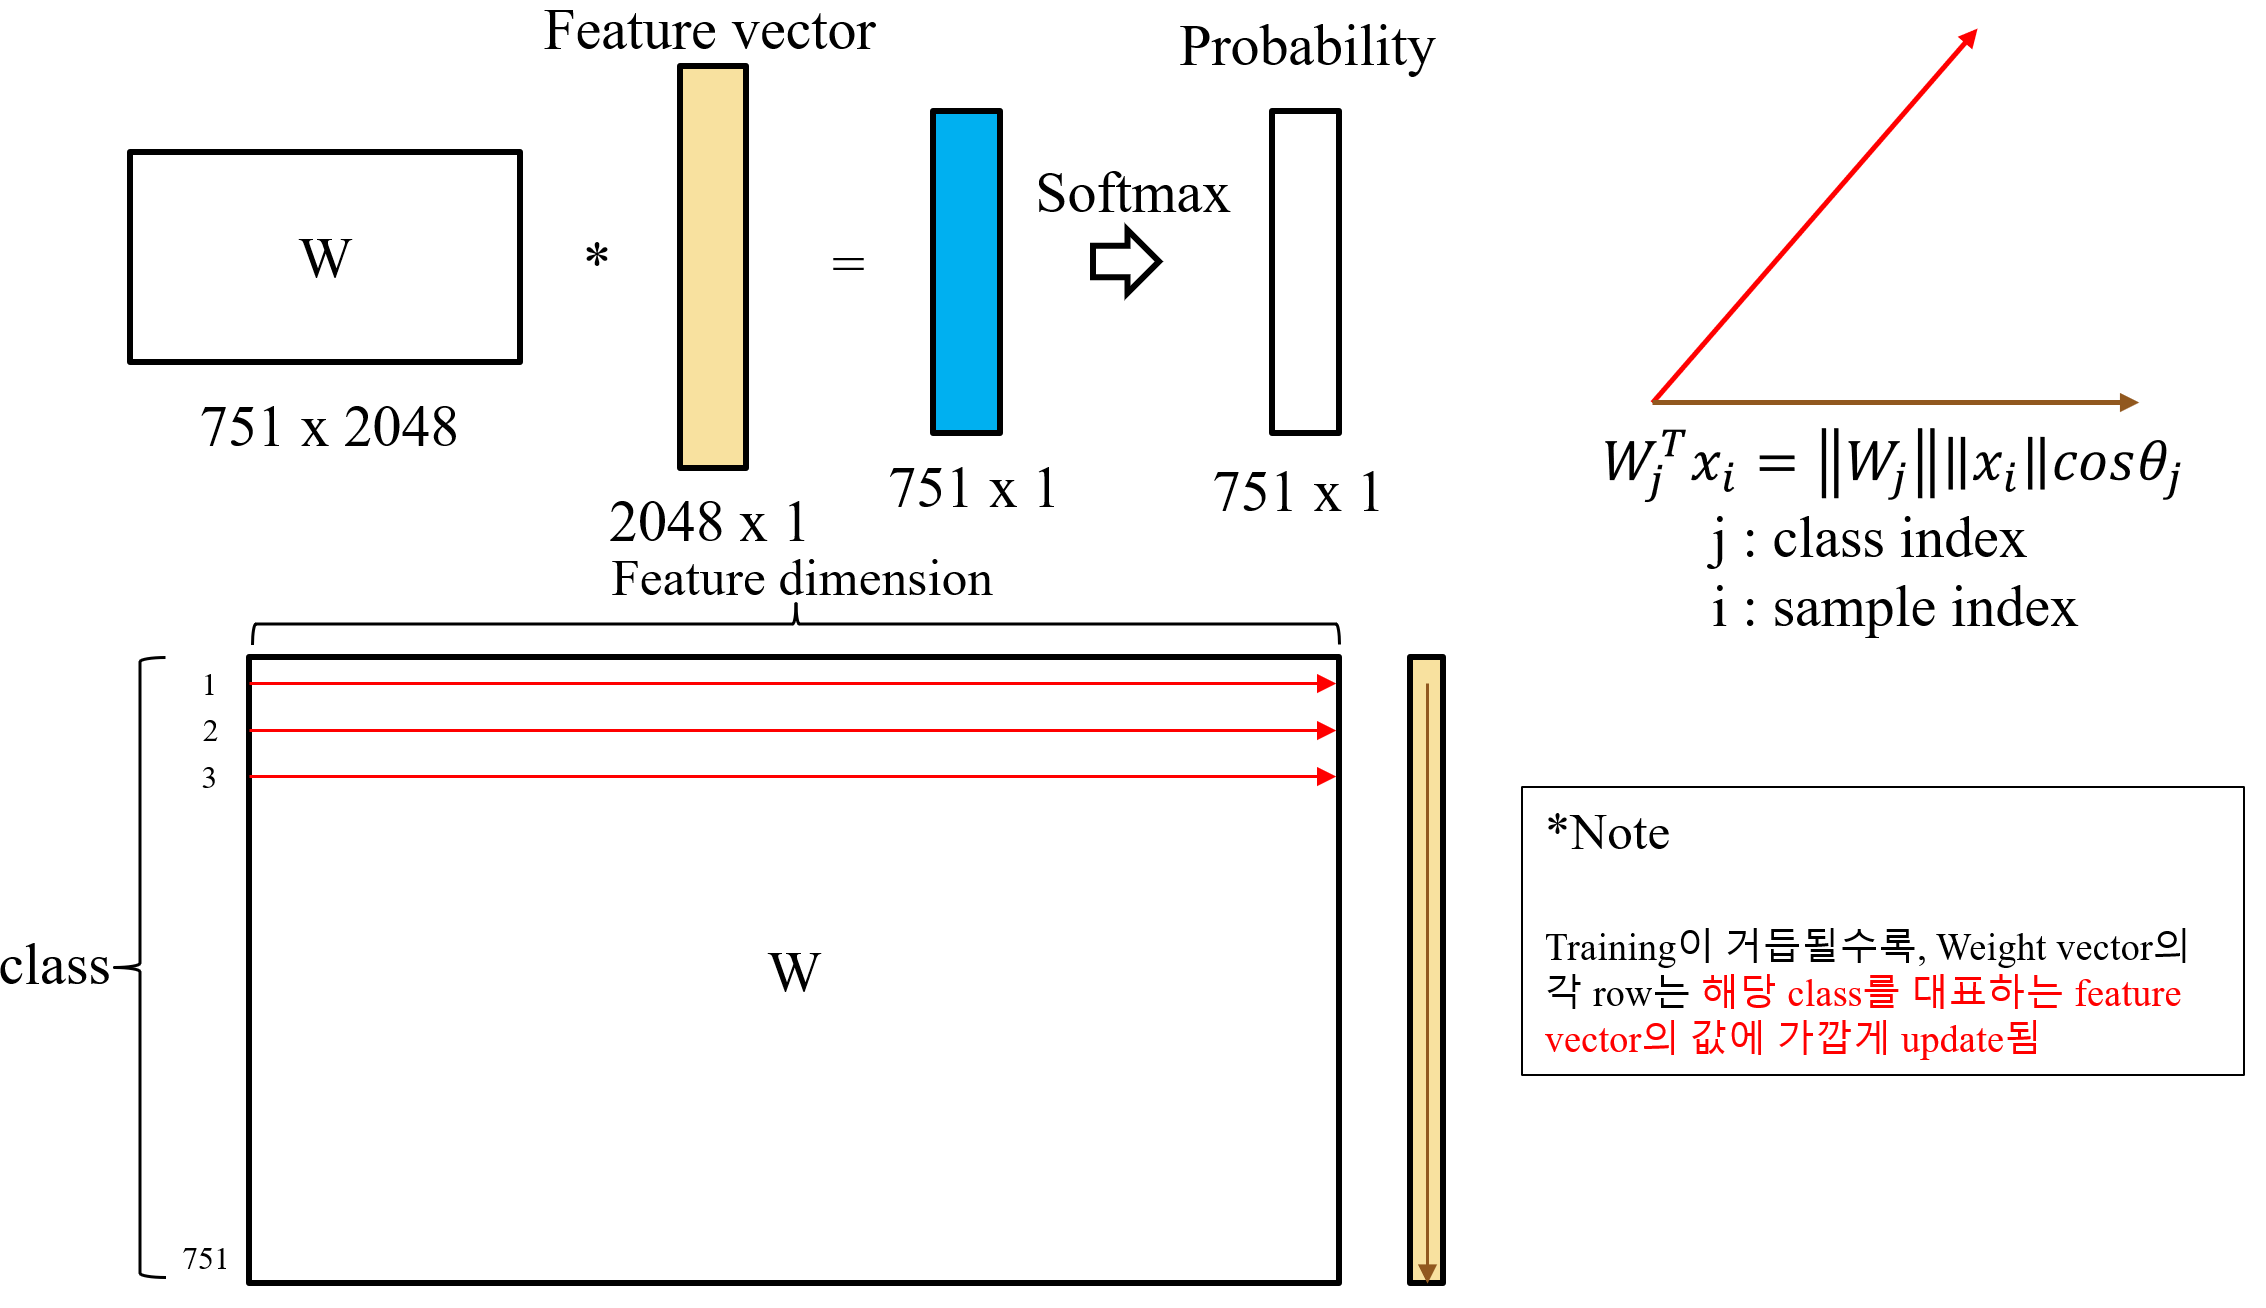 Feature vector
Probability
Softmax
W
*
=
751 x 2048
2048 x 1
751 x 1
751 x 1
$W_j^T x_i = \|W_j\|\|x_i\|cos\theta_j$
j : class index
i : sample index
Feature dimension
1
2
3
class
W
751
*Note
Training이 거듭될수록, Weight vector의
각 row는 해당 class를 대표하는 feature
vector의 값에 가깝게 update됨